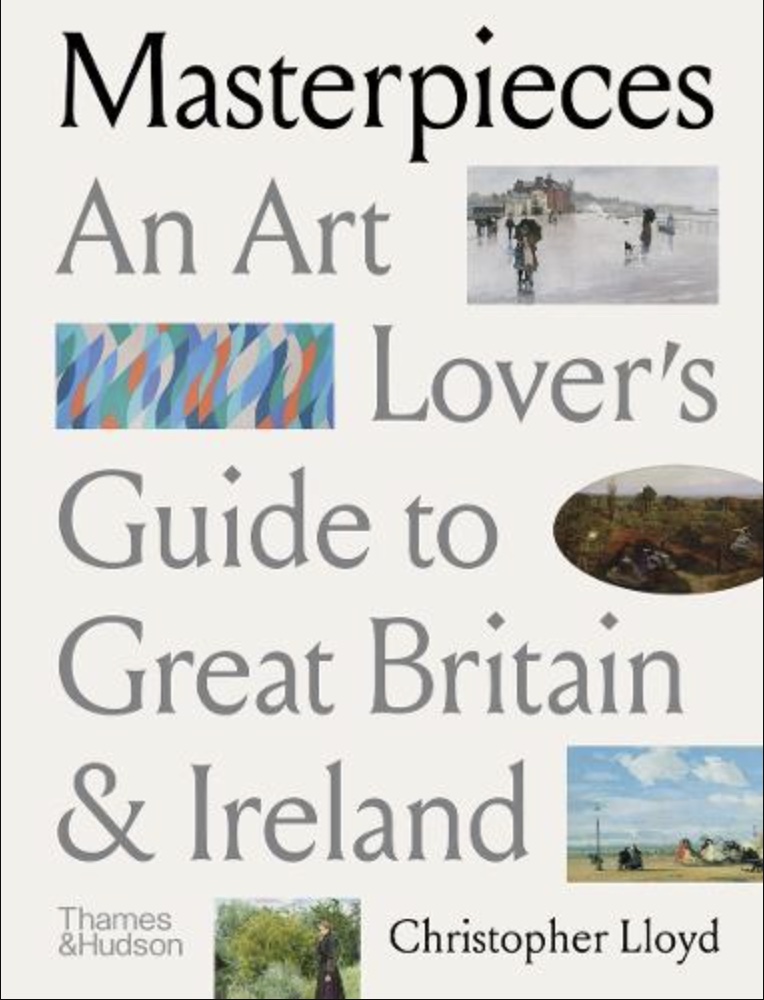 Masterpieces
An Art
Lover's
Guide to
Great Britain
& Ireland
Thames
&Hudson
Christopher Lloyd